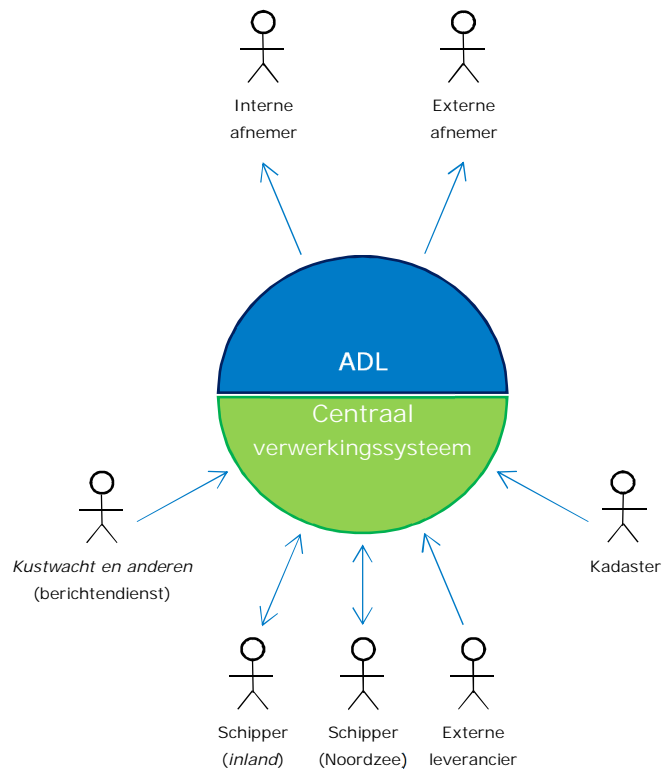 Interne
afnemer
Externe
afnemer
ADL
Centraal
verwerkingssysteem
Kustwacht en anderen
(berichtendienst)
Kadaster
Schipper
(inland)
Schipper
(Noordzee)
Externe
leverancier